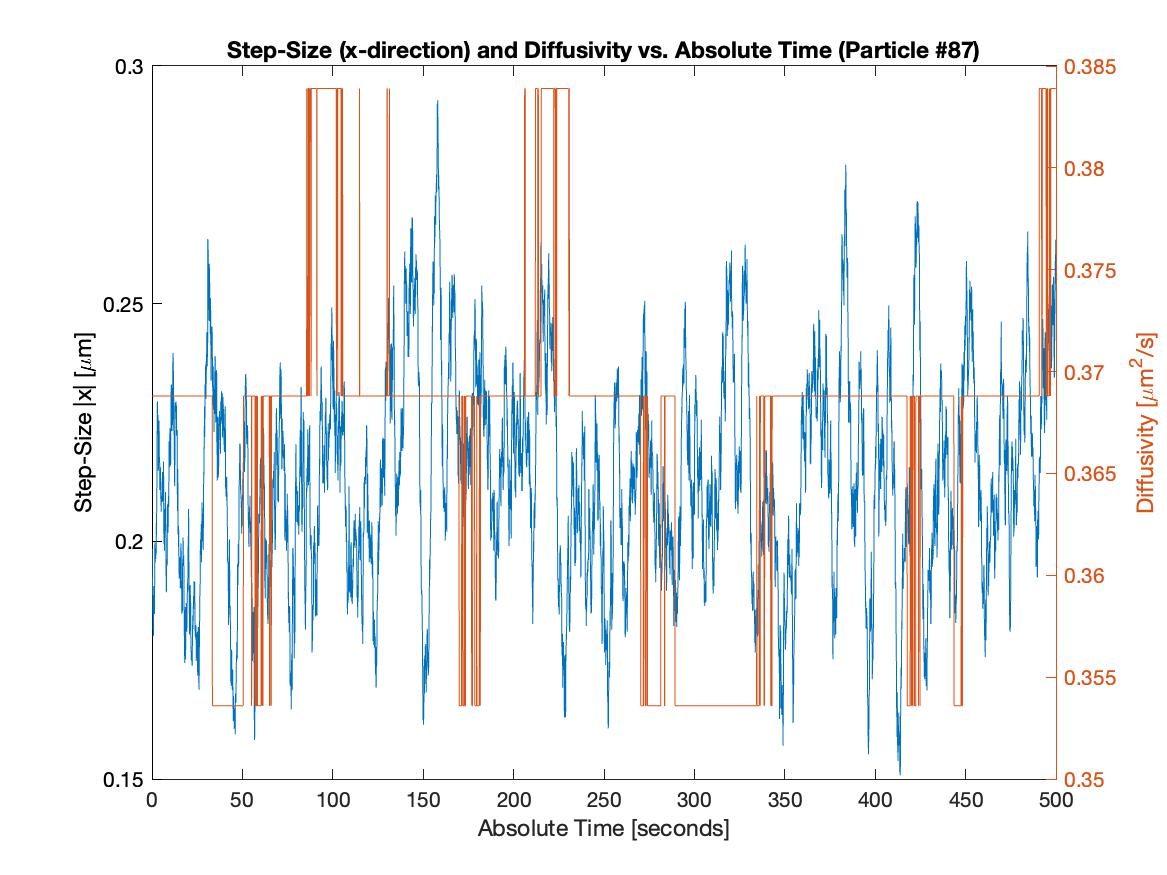 Step-Size (x-direction) and Diffusivity vs. Absolute Time (Particle #87)
0.3
0.25
0.2
0.15
Step-Size |x| [μm]
0.385
0.38
0.375
0.37
0.365
0.36
0.355
0.35
Diffusivity [μm²/s]
0 50 100 150 200 250 300 350 400 450 500
Absolute Time [seconds]